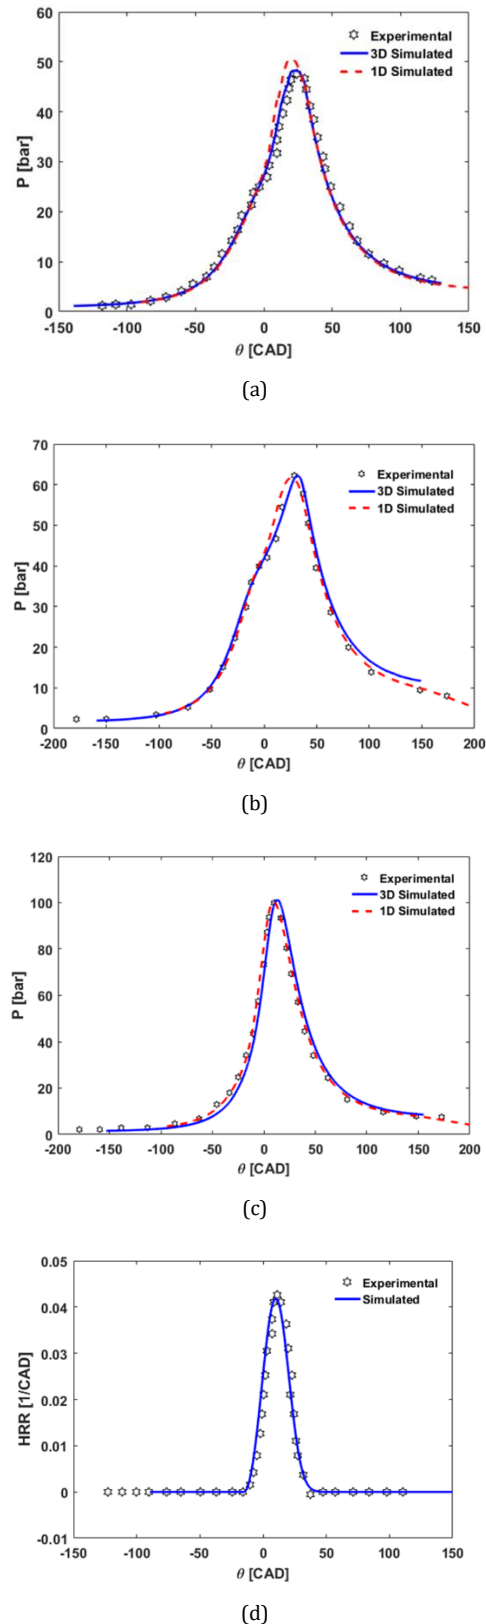 60
50
40
30
20
10
0
P [bar]
Experimental
3D Simulated
1D Simulated
-150 -100 -50 0 50 100 150
θ [CAD]
(a)
70
60
50
40
30
20
10
0
P [bar]
Experimental
3D Simulated
1D Simulated
-200 -150 -100 -50 0 50 100 150 200
θ [CAD]
(b)
120
100
80
60
40
20
0
P [bar]
Experimental
3D Simulated
1D Simulated
-200 -150 -100 -50 0 50 100 150 200
θ [CAD]
(c)
0.05
0.04
0.03
0.02
0.01
0
-0.01
HRR [1/CAD]
Experimental
Simulated
-150 -100 -50 0 50 100 150
θ [CAD]
(d)